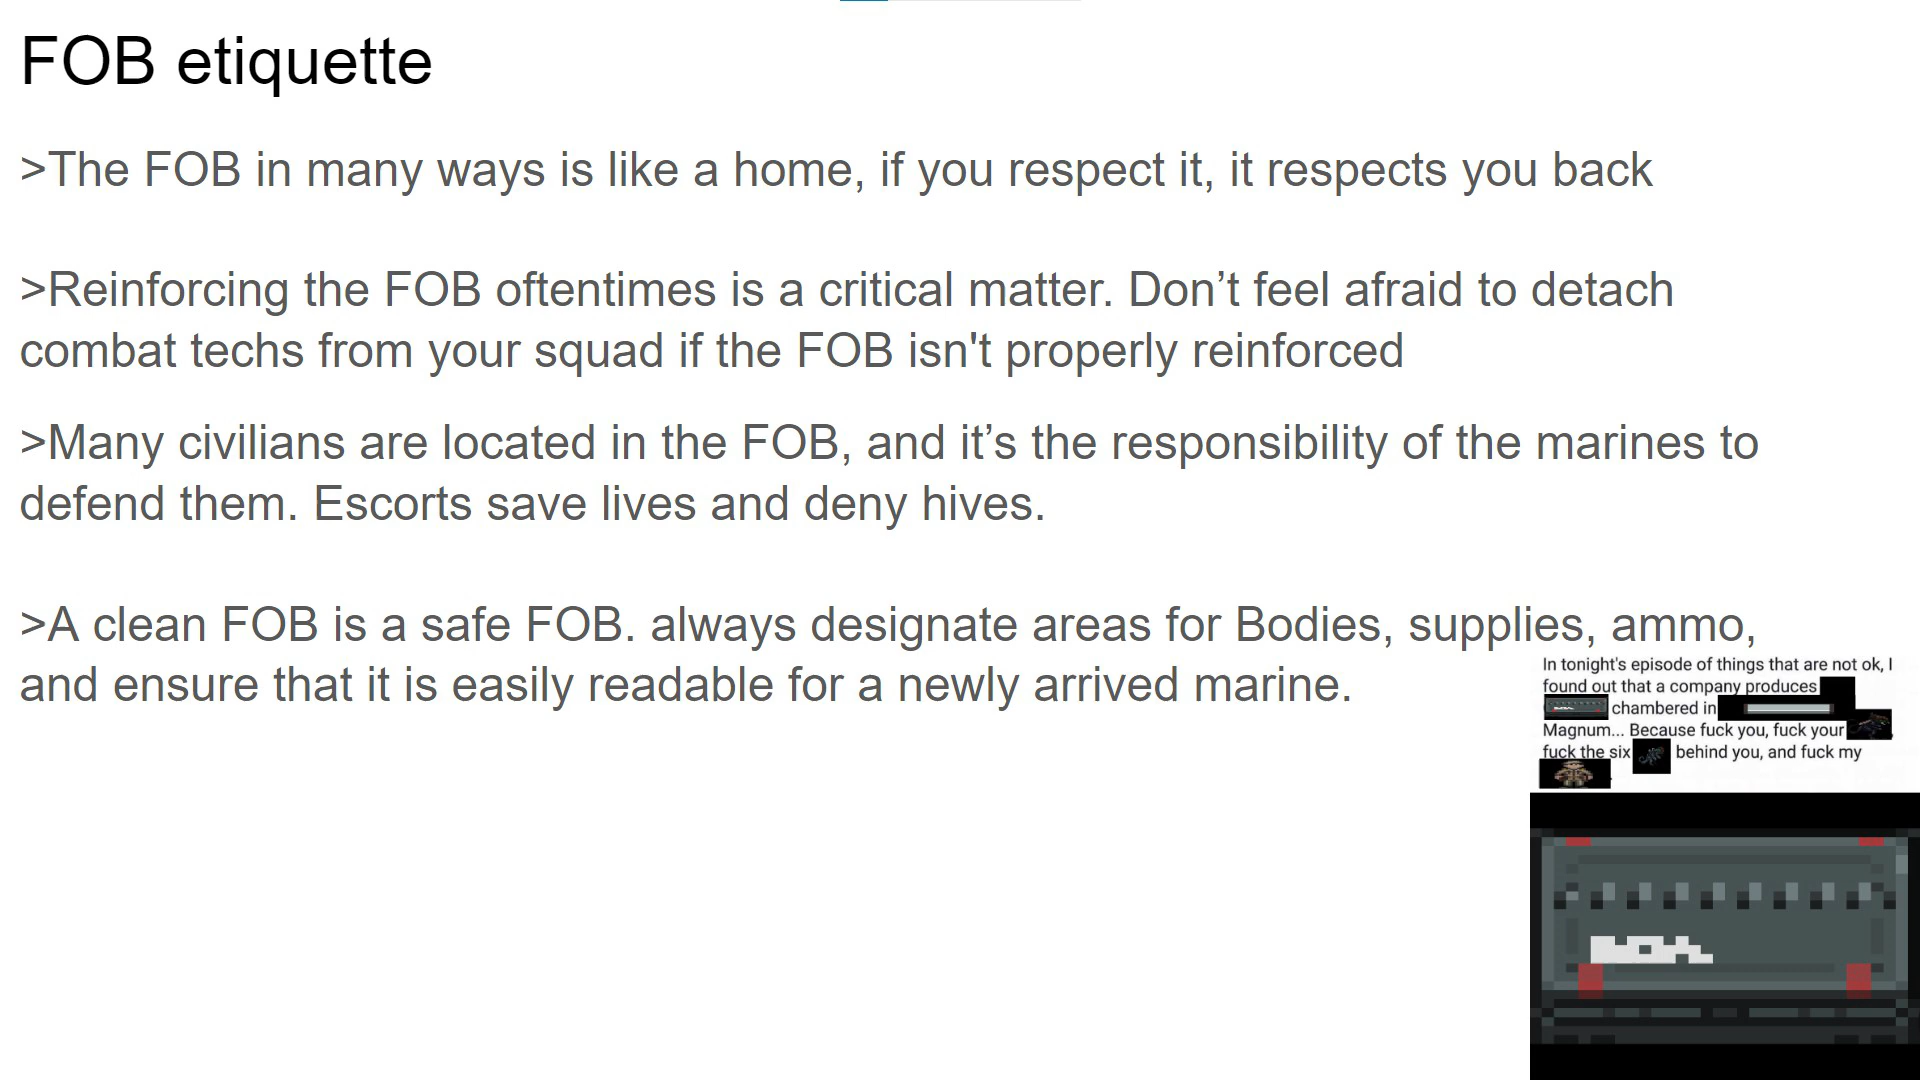 FOB etiquette
>The FOB in many ways is like a home, if you respect it, it respects you back
>Reinforcing the FOB oftentimes is a critical matter. Don’t feel afraid to detach
combat techs from your squad if the FOB isn't properly reinforced
>Many civilians are located in the FOB, and it’s the responsibility of the marines to
defend them. Escorts save lives and deny hives.
>A clean FOB is a safe FOB. always designate areas for Bodies, supplies, ammo,
and ensure that it is easily readable for a newly arrived marine.
In tonight's episode of things that are not ok, I
found out that a company produces
chambered in
Magnum... Because fuck you, fuck your
fuck the six behind you, and fuck my